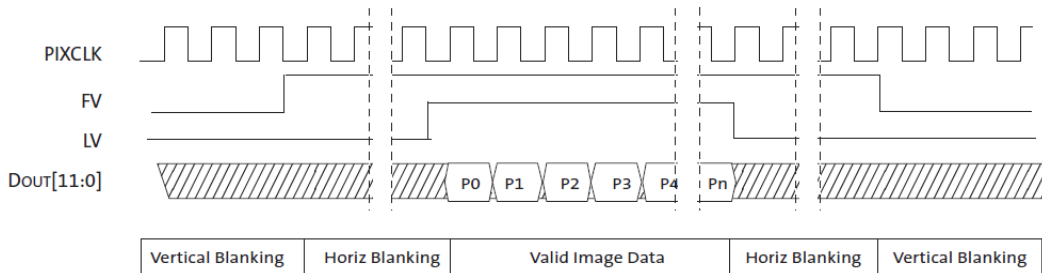 PIXCLK
FV
LV
DOUT[11:0]
P0 P1 P2 P3 P4 Pn
Vertical Blanking Horiz Blanking Valid Image Data Horiz Blanking Vertical Blanking